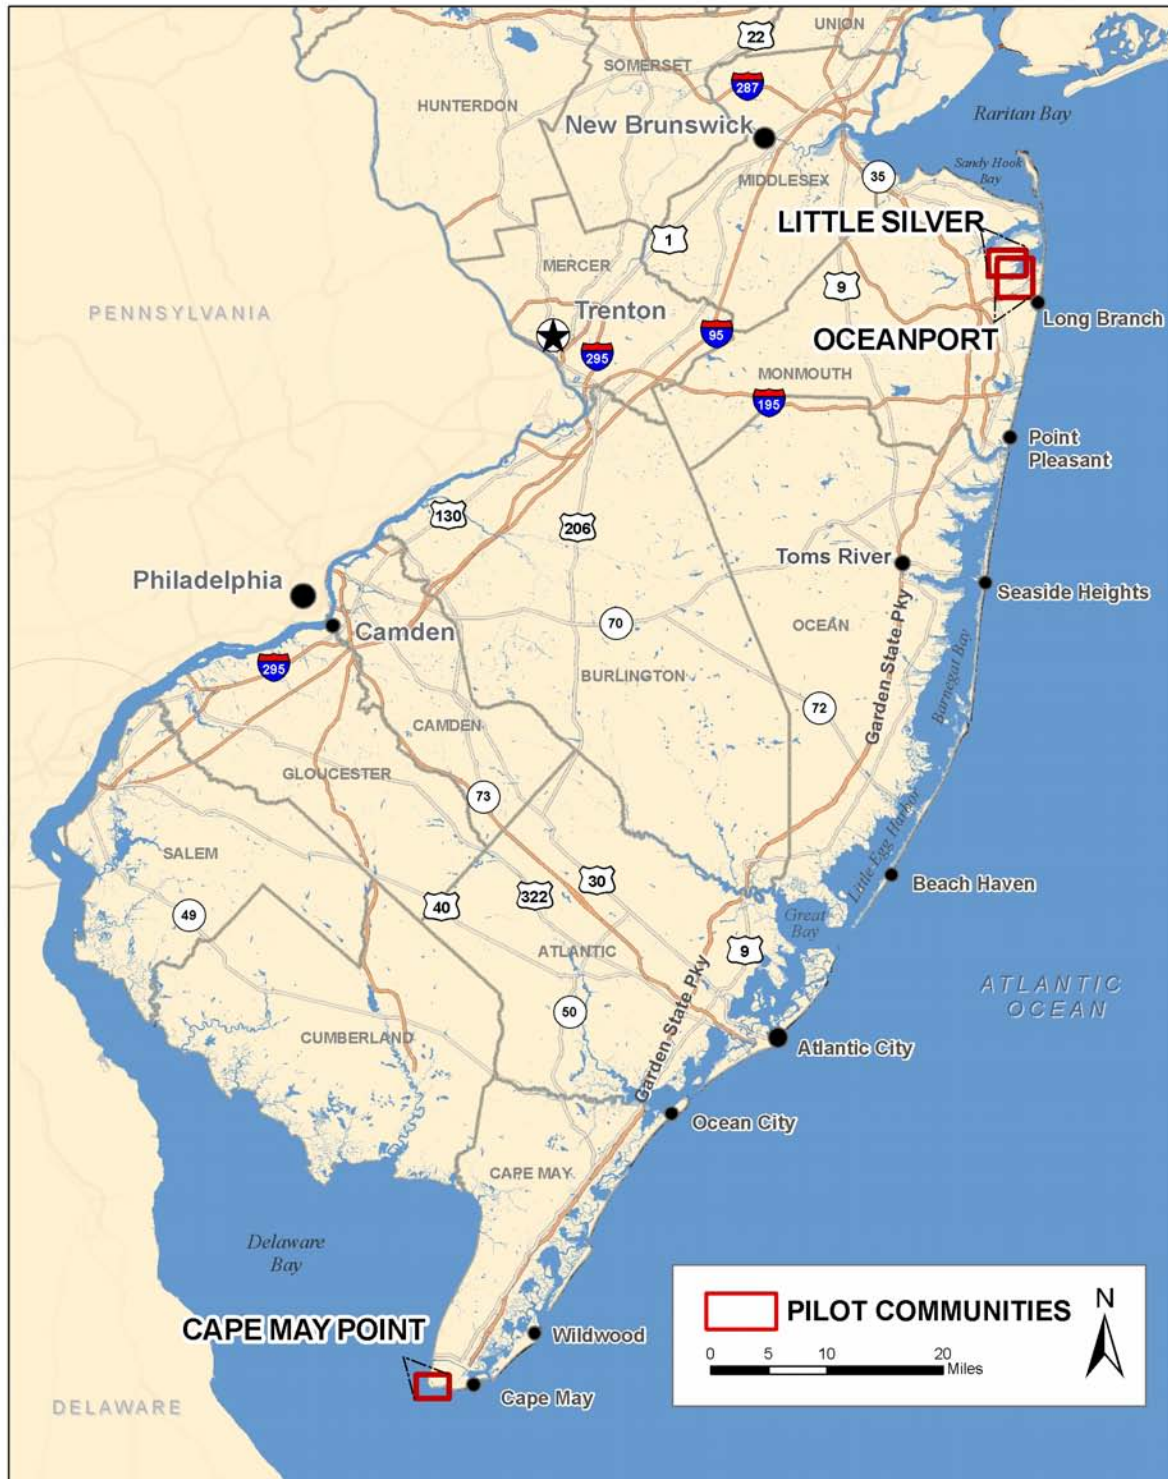 UNION
22
SOMERSET
287
HUNTERDON
Raritan Bay
New Brunswick
Sandy Hook
Bay
35
MIDDLESEX
LITTLE SILVER
1
MERCER
9
PENNSYLVANIA
Trenton
Long Branch
95
OCEANPORT
295
MONMOUTH
195
Point
Pleasant
130
206
Toms River
Philadelphia
Seaside Heights
70
OCEAN
Camden
295
BURLINGTON
Barnegat Bay
Garden State Pky
72
CAMDEN
GLOUCESTER
73
Little Egg Harbor
SALEM
30
Beach Haven
322
40
49
Great
Bay
9
ATLANTIC
ATLANTIC
OCEAN
50
Garden State Pky
CUMBERLAND
Atlantic City
Ocean City
CAPE MAY
Delaware
Bay
PILOT COMMUNITIES
N
CAPE MAY POINT
Wildwood
0 5 10 20
Miles
Cape May
DELAWARE